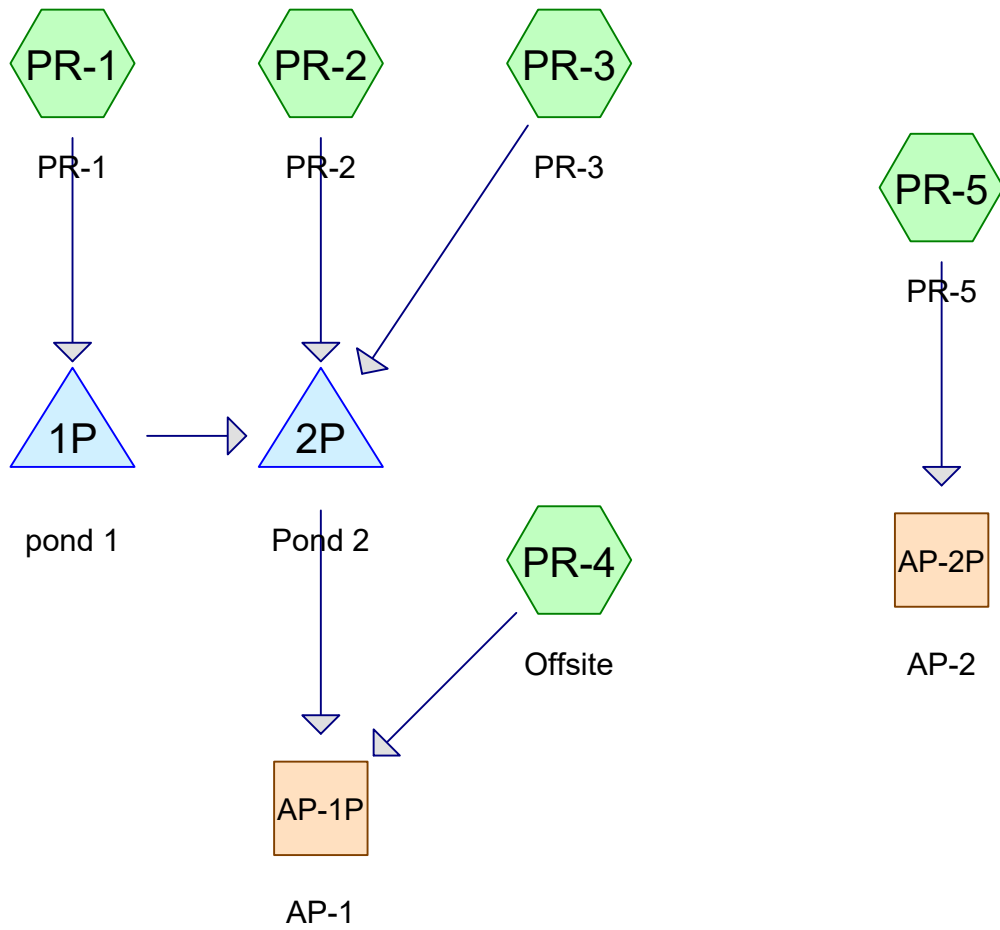 PR-1
PR-2
PR-3
PR-1
PR-2
PR-3
PR-5
PR-5
1P
2P
pond 1
Pond 2
PR-4
Offsite
AP-2P
AP-2
AP-1P
AP-1